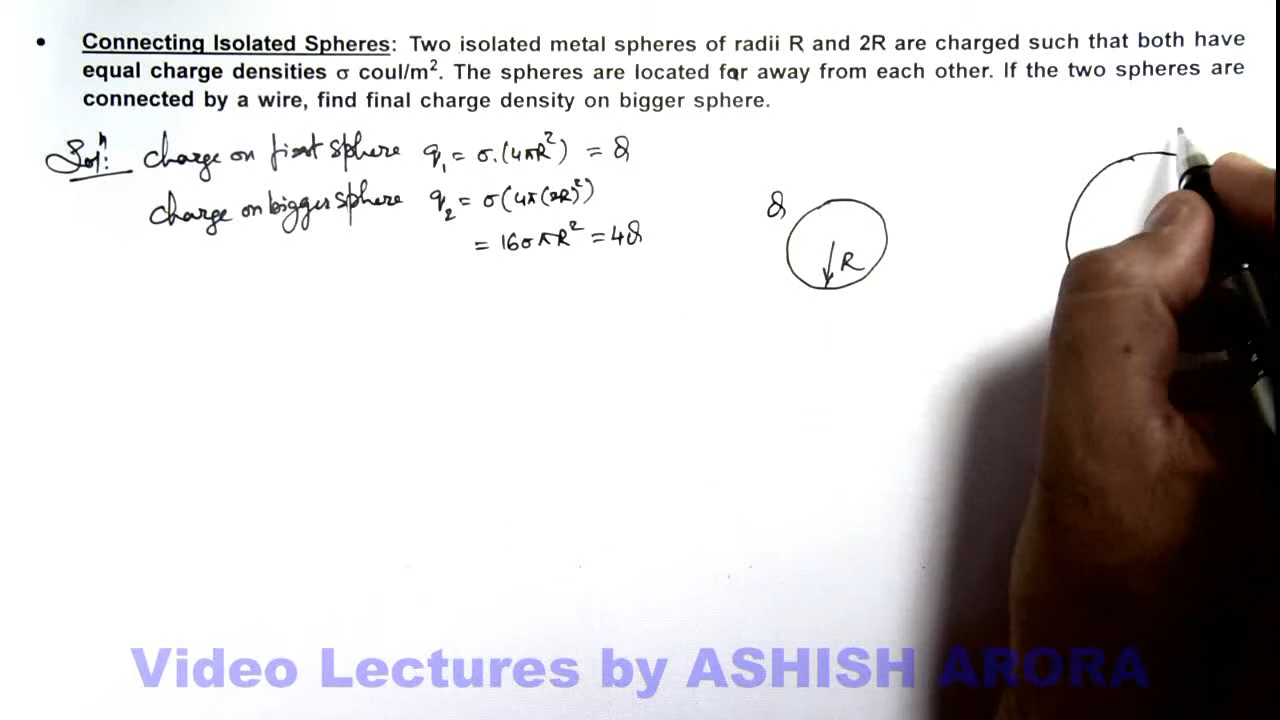 • Connecting Isolated Spheres: Two isolated metal spheres of radii R and 2R are charged such that both have
equal charge densities σ coul/m². The spheres are located far away from each other. If the two spheres are
connected by a wire, find final charge density on bigger sphere.
Solⁿ: charge on first sphere q₁ = σ.(4πR²) = Q
charge on bigger sphere q₂ = σ(4π(2R)²)
= 16σπR² = 4Q
Q
R
Video Lectures by ASHISH ARORA